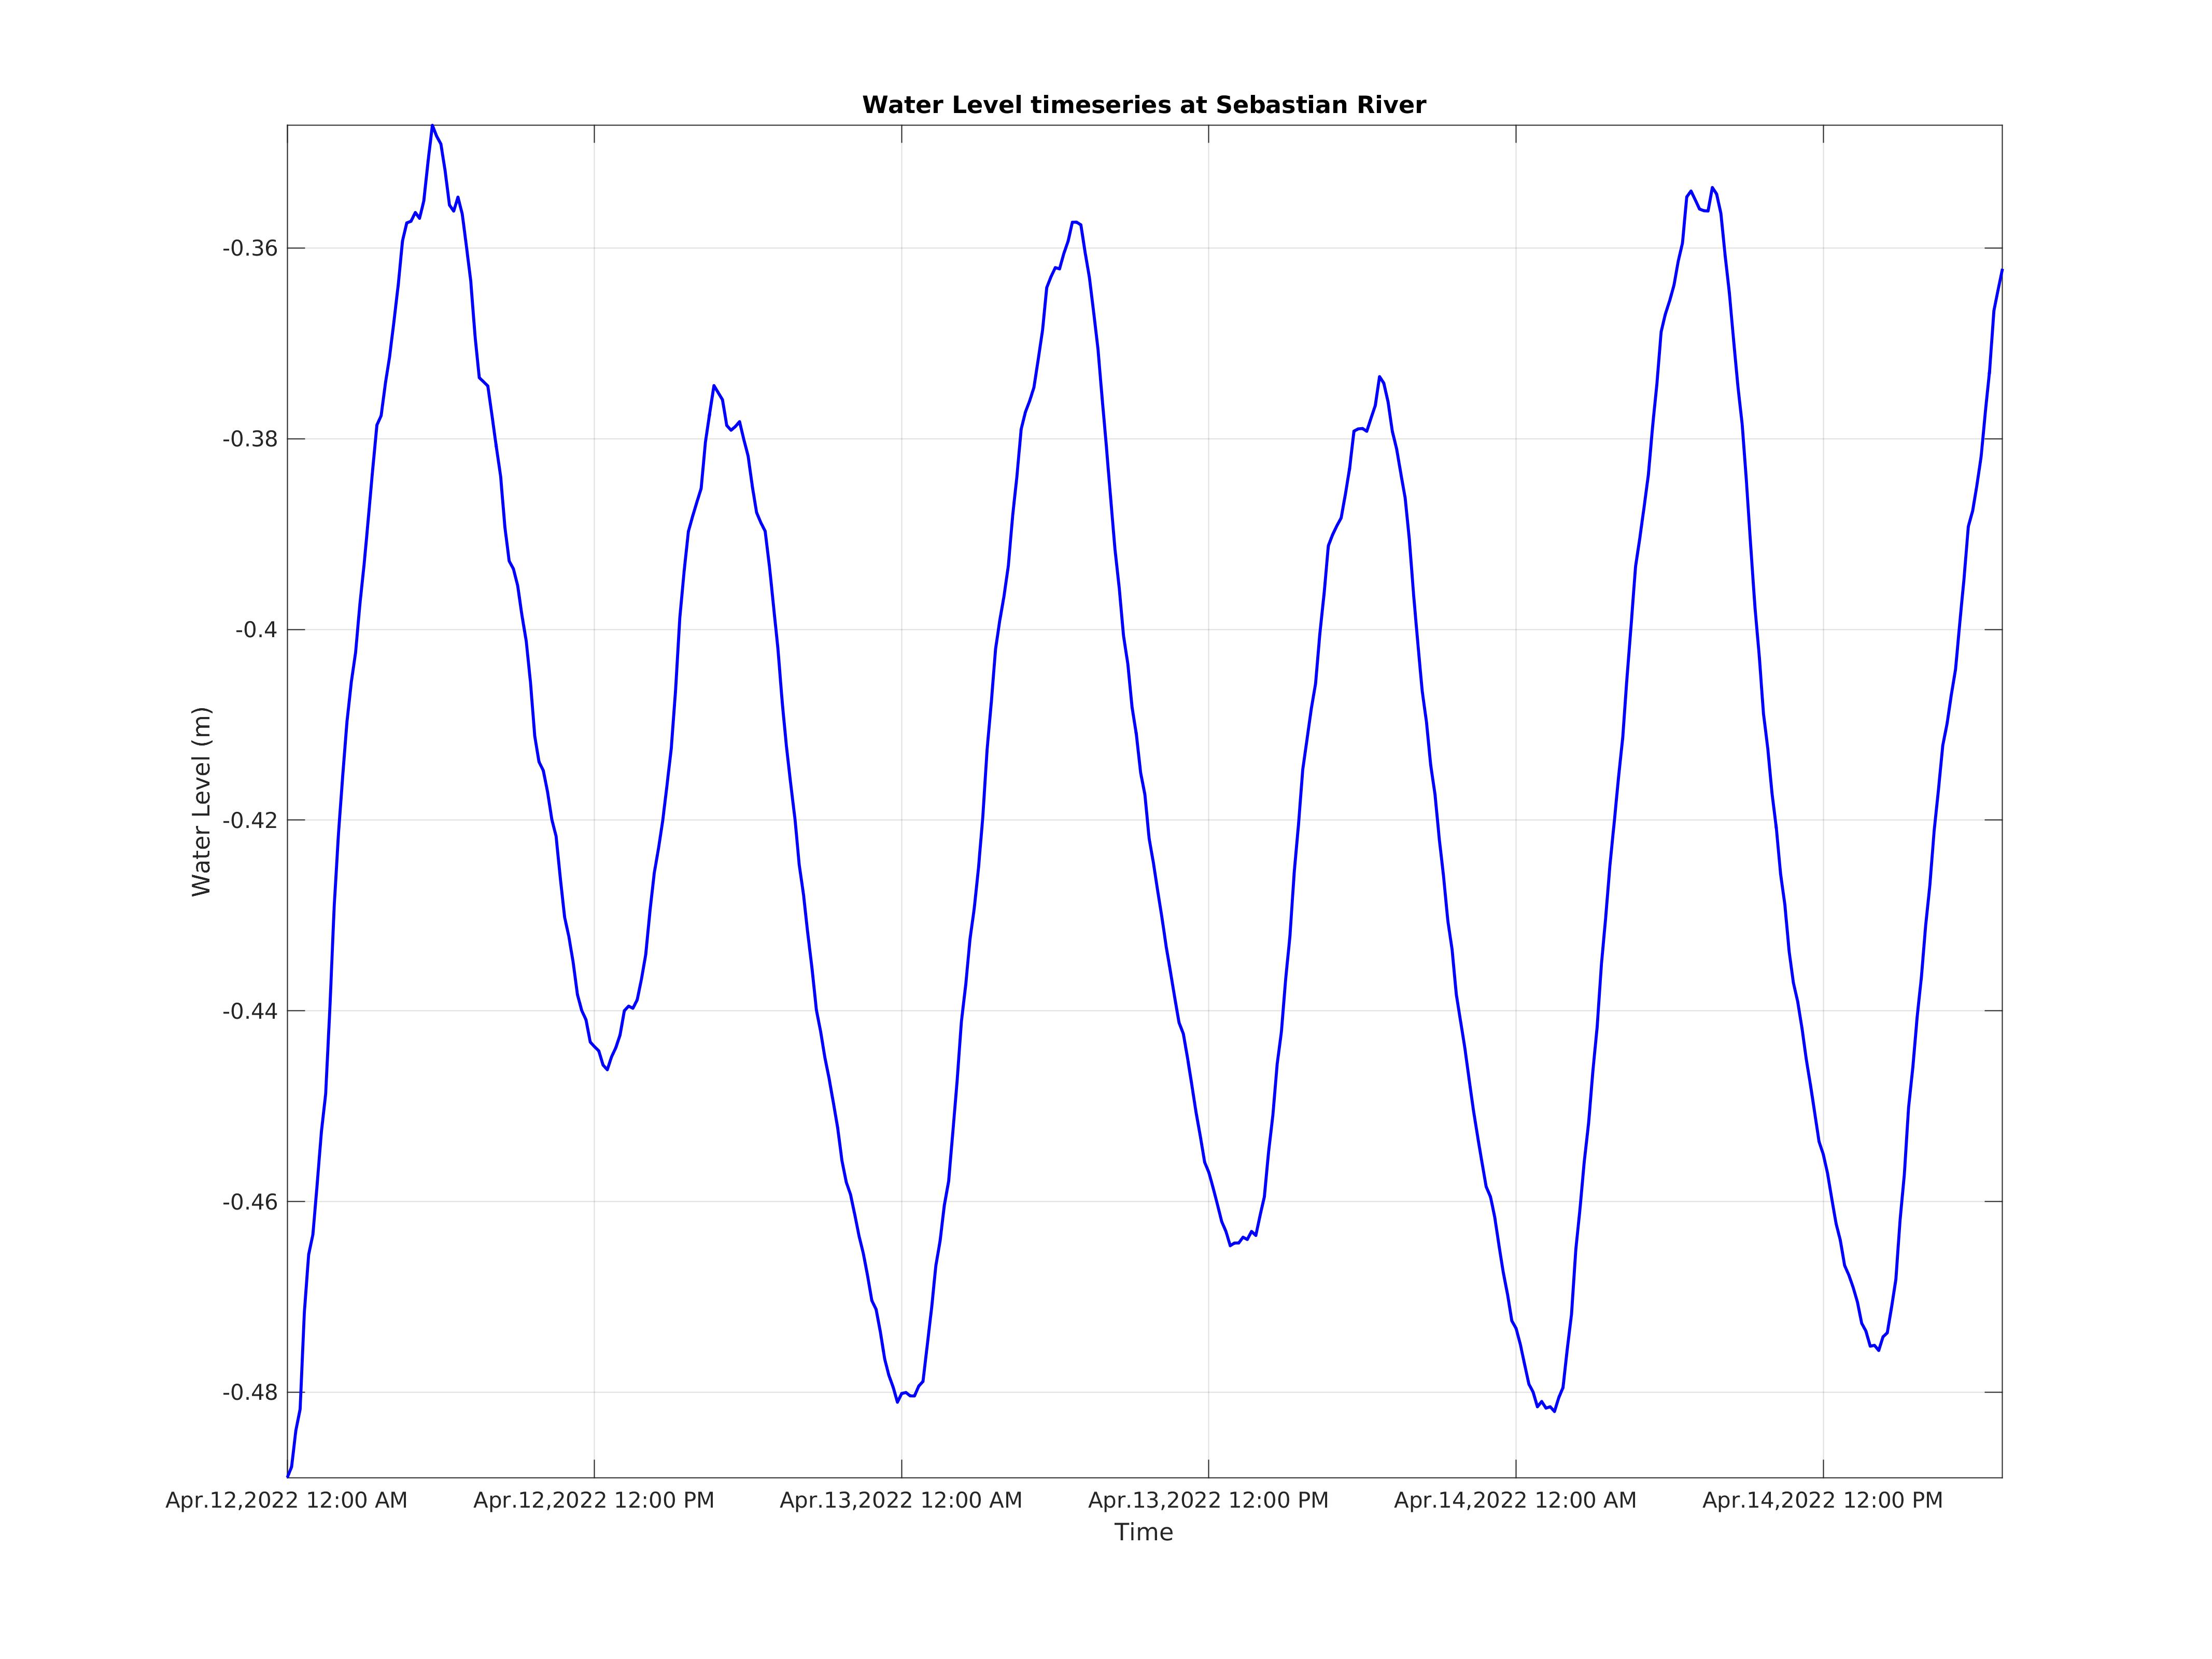 Water Level timeseries at Sebastian River
Water Level (m)
-0.36
-0.38
-0.4
-0.42
-0.44
-0.46
-0.48
Apr.12,2022 12:00 AM
Apr.12,2022 12:00 PM
Apr.13,2022 12:00 AM
Apr.13,2022 12:00 PM
Apr.14,2022 12:00 AM
Apr.14,2022 12:00 PM
Time